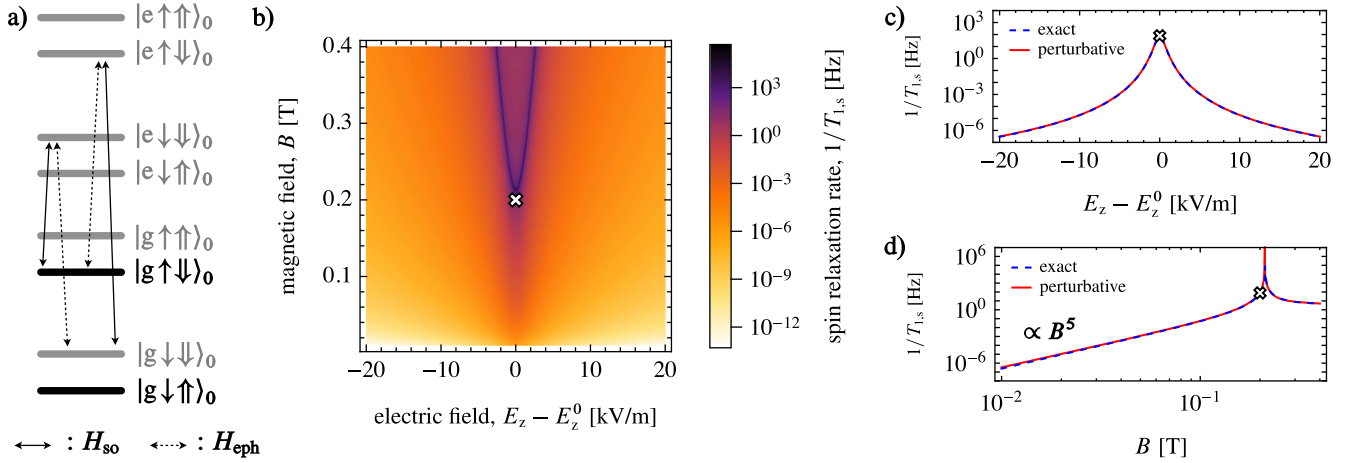 a)
|e↑⇑⟩₀
|e↑⇓⟩₀
|e↓⇓⟩₀
|e↓⇑⟩₀
|g↑⇑⟩₀
|g↑⇓⟩₀
|g↓⇓⟩₀
|g↓⇑⟩₀
: H_so : H_eph
b)
magnetic field, B [T]
0.4
0.3
0.2
0.1
−20 −10 0 10 20
electric field, E_z − E_z^0 [kV/m]
10^3
10^0
10^−3
10^−6
10^−9
10^−12
spin relaxation rate, 1/T_1,s [Hz]
c)
1/T_1,s [Hz]
10^3
10^0
10^−3
10^−6
exact
perturbative
−20 −10 0 10 20
E_z − E_z^0 [kV/m]
d)
1/T_1,s [Hz]
10^6
10^0
10^−6
exact
perturbative
∝ B^5
10^−2 10^−1
B [T]